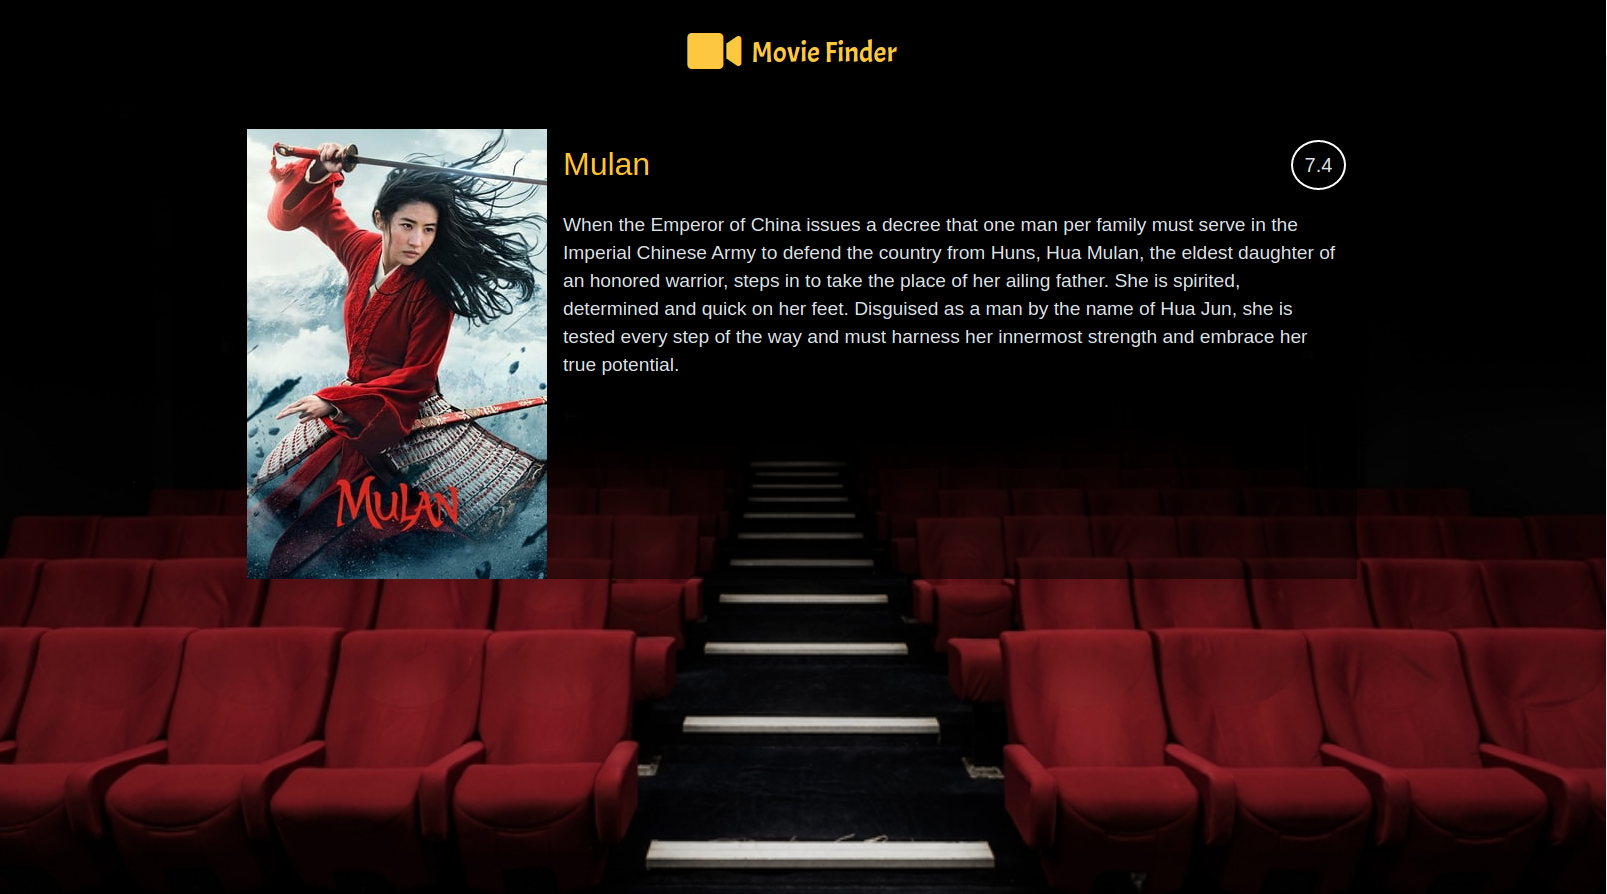 Movie Finder
Mulan
7.4
When the Emperor of China issues a decree that one man per family must serve in the
Imperial Chinese Army to defend the country from Huns, Hua Mulan, the eldest daughter of
an honored warrior, steps in to take the place of her ailing father. She is spirited,
determined and quick on her feet. Disguised as a man by the name of Hua Jun, she is
tested every step of the way and must harness her innermost strength and embrace her
true potential.
MULAN